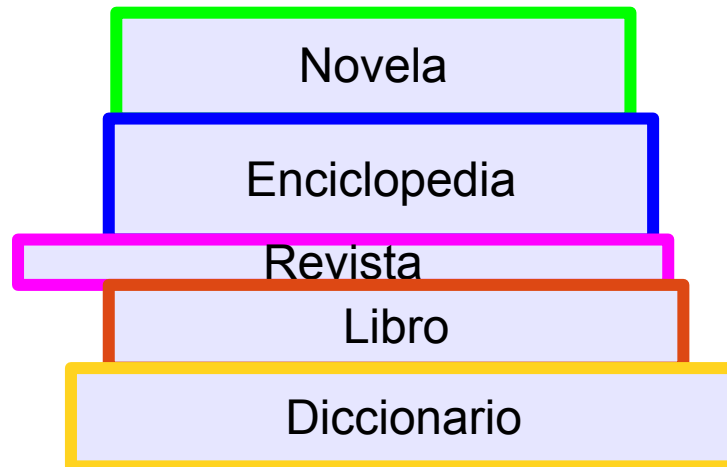 Novela
Enciclopedia
Revista
Libro
Diccionario